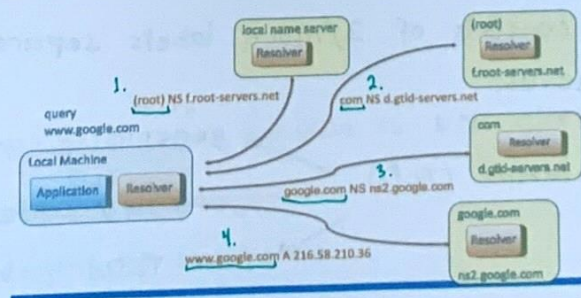 local name server
Resolver
(root)
Resolver
f.root-servers.net
1.
(root) NS f.root-servers.net
2.
com NS d.gtld-servers.net
query
www.google.com
com
Resolver
d.gtld-servers.net
Local Machine
Application
Resolver
3.
google.com NS ns2.google.com
google.com
Resolver
ns2.google.com
4.
www.google.com A 216.58.210.36